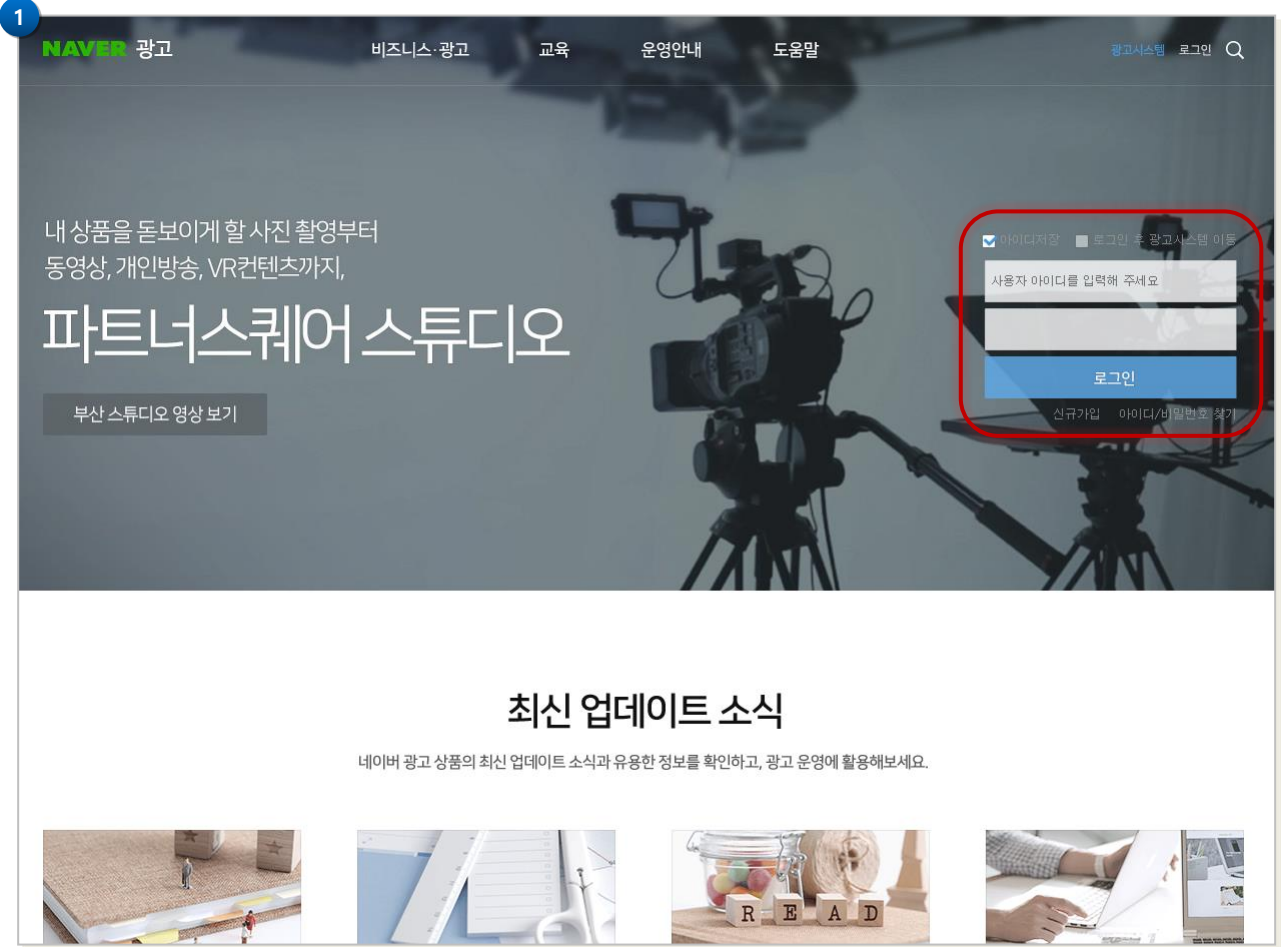 1
NAVER 광고
비즈니스·광고 교육 운영안내 도움말
광고시스템 로그인
내 상품을 돋보이게 할 사진 촬영부터
동영상, 개인방송, VR컨텐츠까지,
파트너스퀘어 스튜디오
부산 스튜디오 영상 보기
아이디저장 로그인 후 광고시스템 이동
사용자 아이디를 입력해 주세요
로그인
신규가입 아이디/비밀번호 찾기
최신 업데이트 소식
네이버 광고 상품의 최신 업데이트 소식과 유용한 정보를 확인하고, 광고 운영에 활용해보세요.
READ